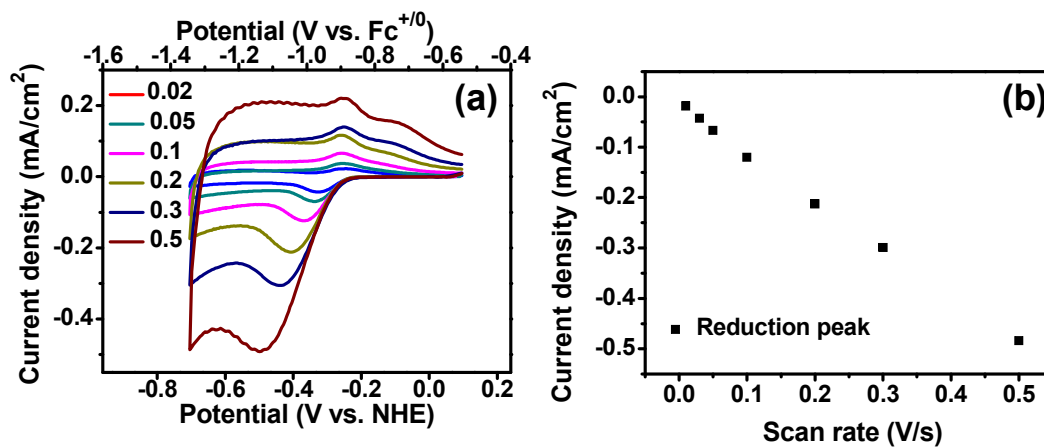 Potential (V vs. Fc+/0)
-1.6 -1.4 -1.2 -1.0 -0.8 -0.6 -0.4
(a)
0.02
0.05
0.1
0.2
0.3
0.5
0.2
0.0
-0.2
-0.4
Current density (mA/cm2)
-0.8 -0.6 -0.4 -0.2 0.0 0.2
Potential (V vs. NHE)
(b)
0.0
-0.1
-0.2
-0.3
-0.4
-0.5
Current density (mA/cm2)
Reduction peak
0.0 0.1 0.2 0.3 0.4 0.5
Scan rate (V/s)